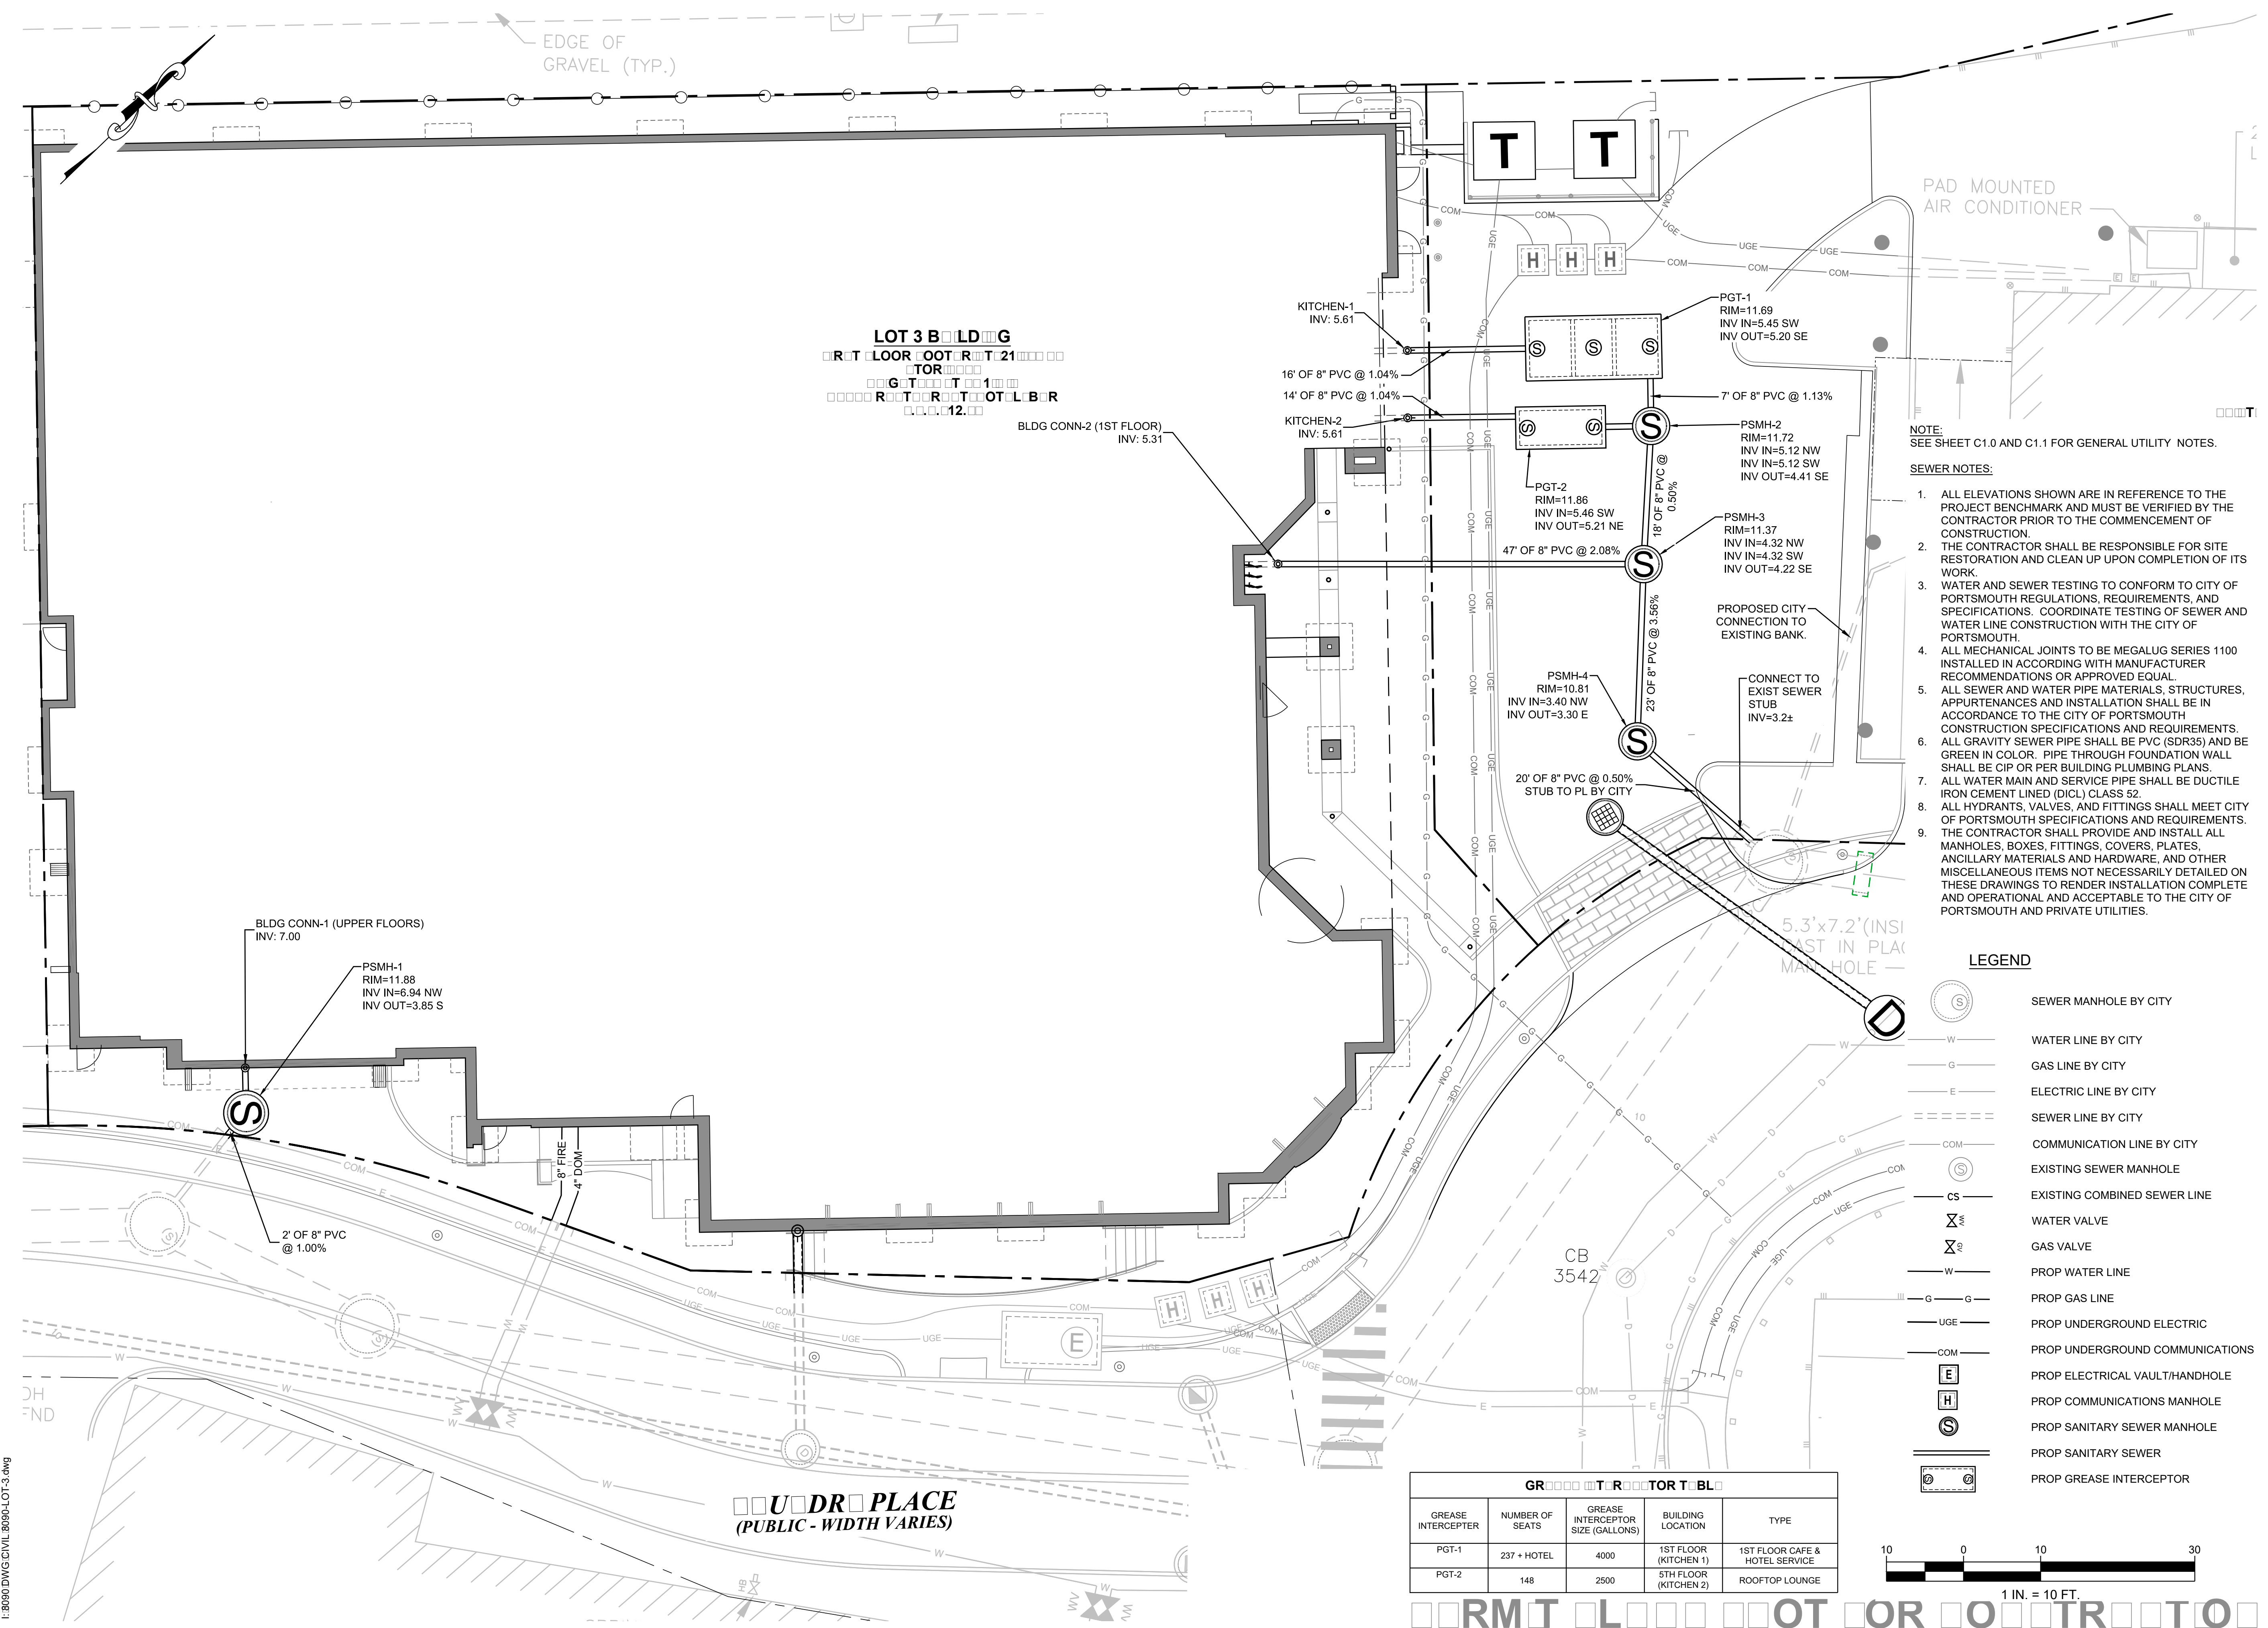 EDGE OF
GRAVEL (TYP.)
PAD MOUNTED
AIR CONDITIONER
T
T
H H H
LOT 3
KITCHEN-1
INV: 5.61
16' OF 8" PVC @ 1.04%
14' OF 8" PVC @ 1.04%
KITCHEN-2
INV: 5.61
BLDG CONN-2 (1ST FLOOR)
INV: 5.31
PGT-1
RIM=11.69
INV IN=5.45 SW
INV OUT=5.20 SE
7' OF 8" PVC @ 1.13%
PSMH-2
RIM=11.72
INV IN=5.12 NW
INV IN=5.12 SW
INV OUT=4.41 SE
PGT-2
RIM=11.86
INV IN=5.46 SW
INV OUT=5.21 NE
18' OF 8" PVC @
0.50%
PSMH-3
RIM=11.37
INV IN=4.32 NW
INV IN=4.32 SW
INV OUT=4.22 SE
47' OF 8" PVC @ 2.08%
23' OF 8" PVC @ 3.56%
PROPOSED CITY
CONNECTION TO
EXISTING BANK.
PSMH-4
RIM=10.81
INV IN=3.40 NW
INV OUT=3.30 E
CONNECT TO
EXIST SEWER
STUB
INV=3.2±
20' OF 8" PVC @ 0.50%
STUB TO PL BY CITY
5.3'x7.2'(INSI
CAST IN PLAC
MAN HOLE
D
BLDG CONN-1 (UPPER FLOORS)
INV: 7.00
PSMH-1
RIM=11.88
INV IN=6.94 NW
INV OUT=3.85 S
2' OF 8" PVC
@ 1.00%
8" FIRE
4" DOM
CB
3542
PLACE
(PUBLIC - WIDTH VARIES)
NOTE:
SEE SHEET C1.0 AND C1.1 FOR GENERAL UTILITY NOTES.
SEWER NOTES:
1. ALL ELEVATIONS SHOWN ARE IN REFERENCE TO THE
PROJECT BENCHMARK AND MUST BE VERIFIED BY THE
CONTRACTOR PRIOR TO THE COMMENCEMENT OF
CONSTRUCTION.
2. THE CONTRACTOR SHALL BE RESPONSIBLE FOR SITE
RESTORATION AND CLEAN UP UPON COMPLETION OF ITS
WORK.
3. WATER AND SEWER TESTING TO CONFORM TO CITY OF
PORTSMOUTH REGULATIONS, REQUIREMENTS, AND
SPECIFICATIONS. COORDINATE TESTING OF SEWER AND
WATER LINE CONSTRUCTION WITH THE CITY OF
PORTSMOUTH.
4. ALL MECHANICAL JOINTS TO BE MEGALUG SERIES 1100
INSTALLED IN ACCORDING WITH MANUFACTURER
RECOMMENDATIONS OR APPROVED EQUAL.
5. ALL SEWER AND WATER PIPE MATERIALS, STRUCTURES,
APPURTENANCES AND INSTALLATION SHALL BE IN
ACCORDANCE TO THE CITY OF PORTSMOUTH
CONSTRUCTION SPECIFICATIONS AND REQUIREMENTS.
6. ALL GRAVITY SEWER PIPE SHALL BE PVC (SDR35) AND BE
GREEN IN COLOR. PIPE THROUGH FOUNDATION WALL
SHALL BE CIP OR PER BUILDING PLUMBING PLANS.
7. ALL WATER MAIN AND SERVICE PIPE SHALL BE DUCTILE
IRON CEMENT LINED (DICL) CLASS 52.
8. ALL HYDRANTS, VALVES, AND FITTINGS SHALL MEET CITY
OF PORTSMOUTH SPECIFICATIONS AND REQUIREMENTS.
9. THE CONTRACTOR SHALL PROVIDE AND INSTALL ALL
MANHOLES, BOXES, FITTINGS, COVERS, PLATES,
ANCILLARY MATERIALS AND HARDWARE, AND OTHER
MISCELLANEOUS ITEMS NOT NECESSARILY DETAILED ON
THESE DRAWINGS TO RENDER INSTALLATION COMPLETE
AND OPERATIONAL AND ACCEPTABLE TO THE CITY OF
PORTSMOUTH AND PRIVATE UTILITIES.
LEGEND
S SEWER MANHOLE BY CITY
W WATER LINE BY CITY
G GAS LINE BY CITY
E ELECTRIC LINE BY CITY
SEWER LINE BY CITY
COM COMMUNICATION LINE BY CITY
S EXISTING SEWER MANHOLE
CS EXISTING COMBINED SEWER LINE
WV WATER VALVE
GV GAS VALVE
W PROP WATER LINE
G G PROP GAS LINE
UGE PROP UNDERGROUND ELECTRIC
COM PROP UNDERGROUND COMMUNICATIONS
E PROP ELECTRICAL VAULT/HANDHOLE
H PROP COMMUNICATIONS MANHOLE
S PROP SANITARY SEWER MANHOLE
PROP SANITARY SEWER
S S PROP GREASE INTERCEPTOR
GREASE INTERCEPTER NUMBER OF SEATS GREASE INTERCEPTOR SIZE (GALLONS) BUILDING LOCATION TYPE
PGT-1 237 + HOTEL 4000 1ST FLOOR (KITCHEN 1) 1ST FLOOR CAFE & HOTEL SERVICE
PGT-2 148 2500 5TH FLOOR (KITCHEN 2) ROOFTOP LOUNGE
10 0 10 30
1 IN. = 10 FT.